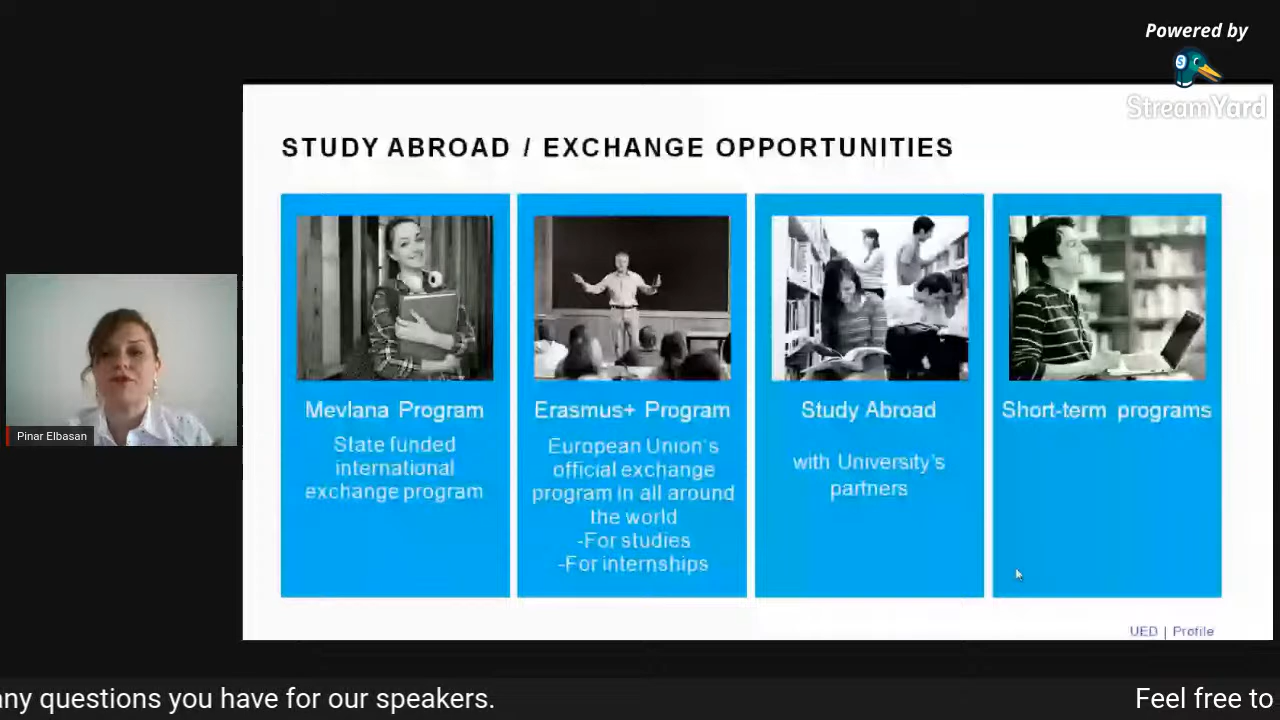 Powered by
StreamYard
STUDY ABROAD / EXCHANGE OPPORTUNITIES
Mevlana Program
State funded
international
exchange program
Erasmus+ Program
European Union's
official exchange
program in all around
the world
-For studies
-For internships
Study Abroad
with University's
partners
Short-term programs
Pinar Elbasan
UED | Profile
any questions you have for our speakers.
Feel free to